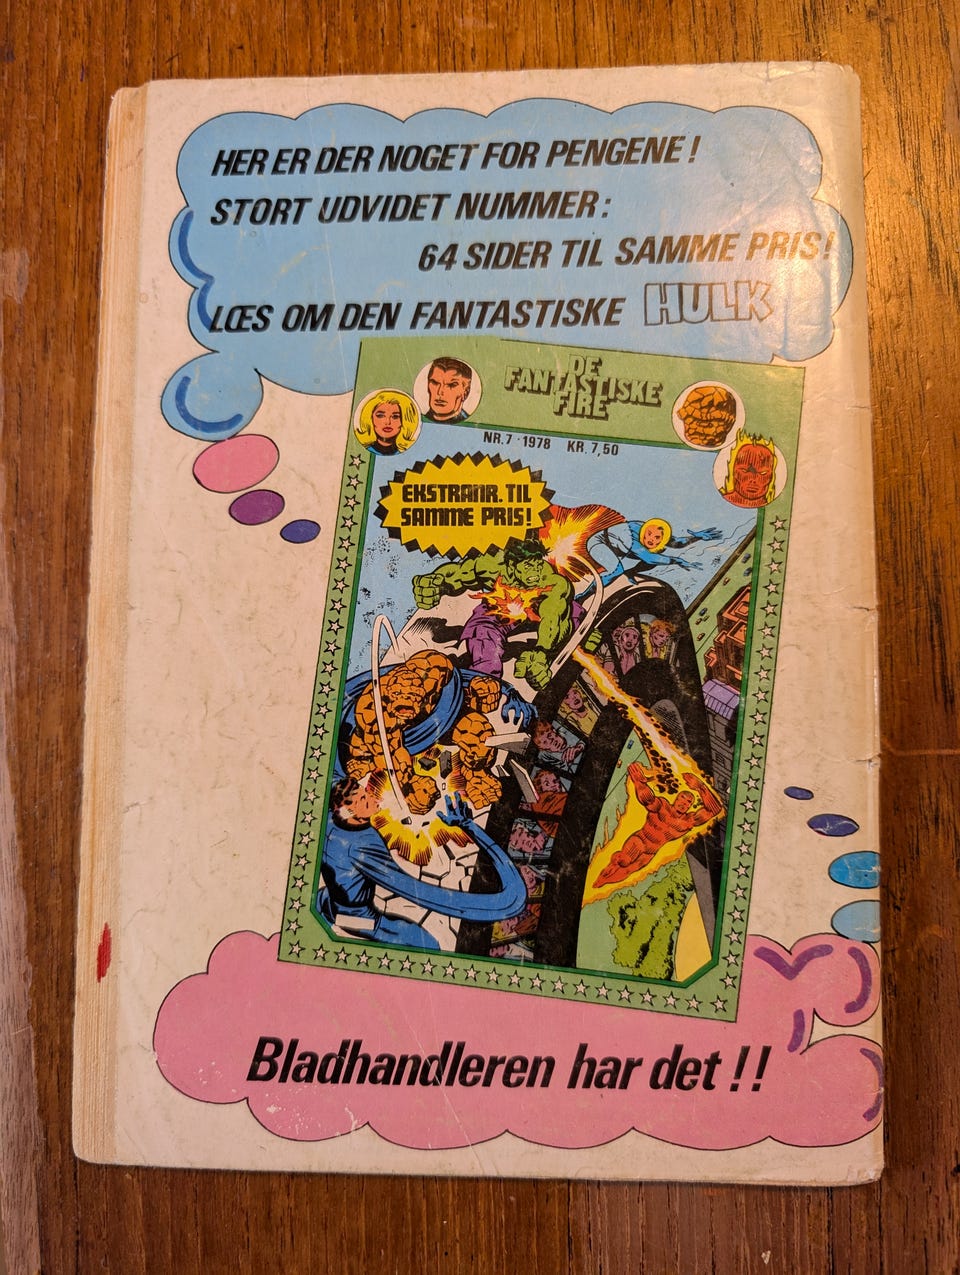 HER ER DER NOGET FOR PENGENE!
STORT UDVIDET NUMMER:
64 SIDER TIL SAMME PRIS!
LŒS OM DEN FANTASTISKE HULK
DE
FANTASTISKE
FIRE
NR. 7 · 1978 KR. 7,50
EKSTRANR. TIL
SAMME PRIS!
Bladhandleren har det!!